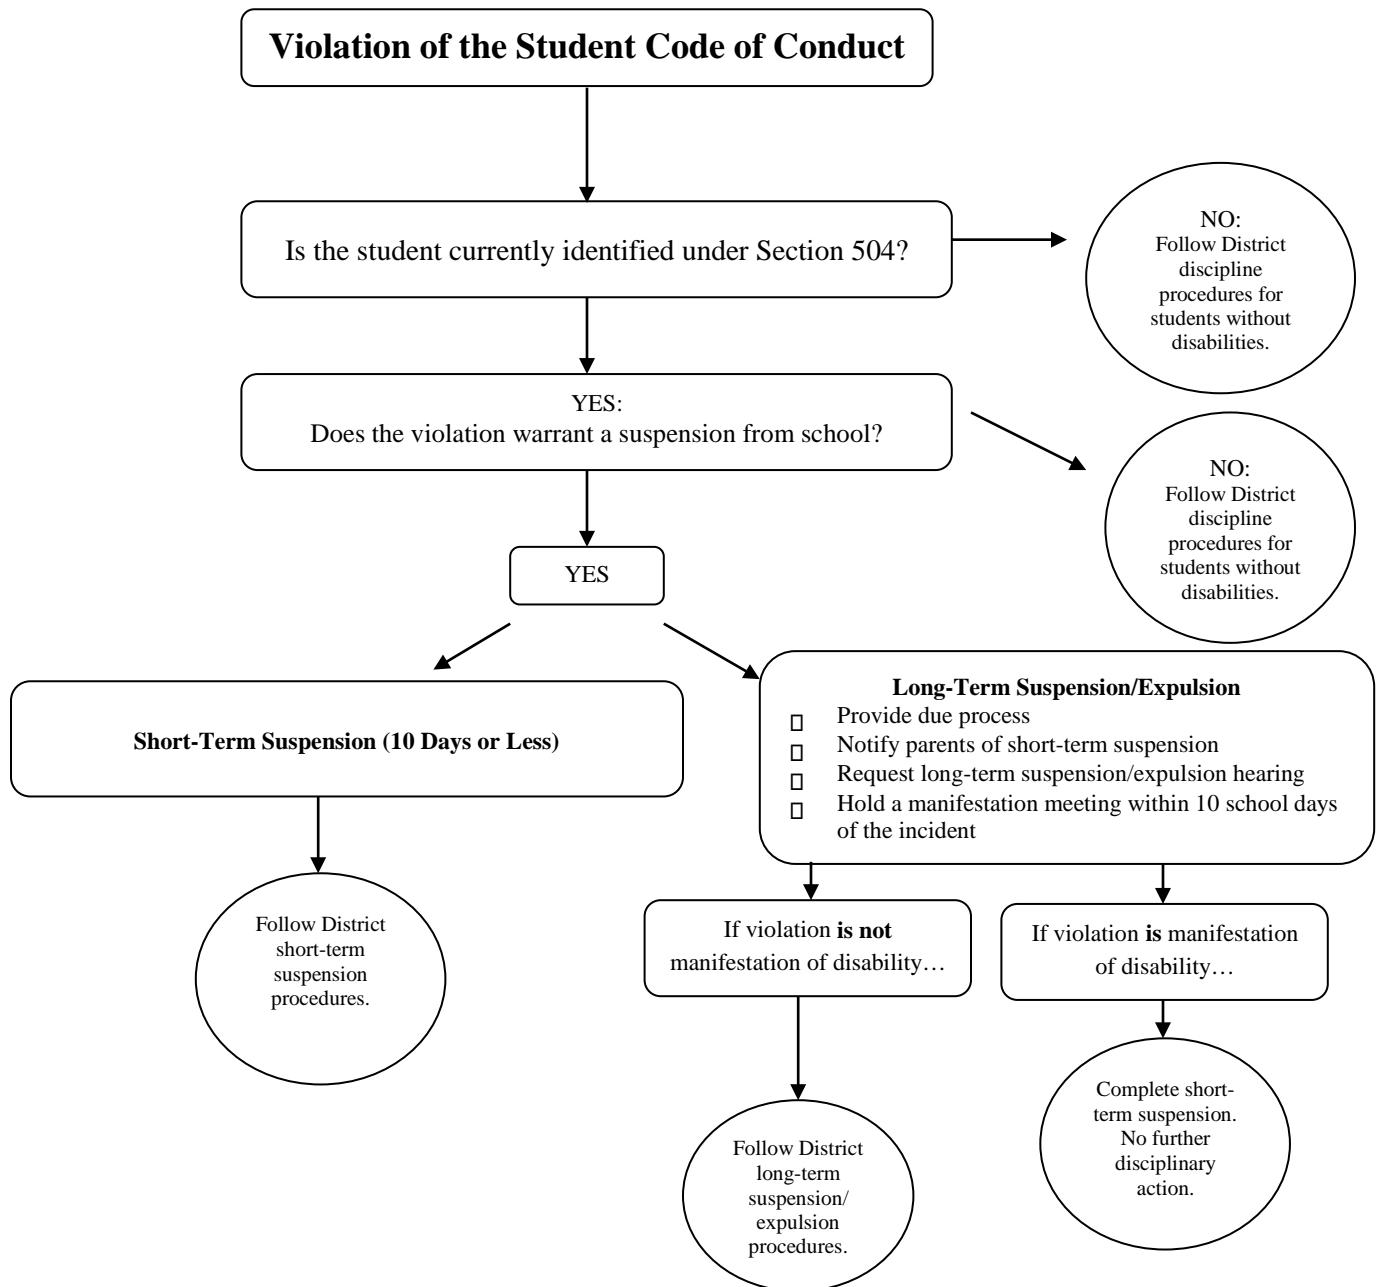 Violation of the Student Code of Conduct
Is the student currently identified under Section 504?
NO:
Follow District
discipline
procedures for
students without
disabilities.
YES:
Does the violation warrant a suspension from school?
NO:
Follow District
discipline
procedures for
students without
disabilities.
YES
Short-Term Suspension (10 Days or Less)
Long-Term Suspension/Expulsion
Provide due process
Notify parents of short-term suspension
Request long-term suspension/expulsion hearing
Hold a manifestation meeting within 10 school days
of the incident
Follow District
short-term
suspension
procedures.
If violation is not
manifestation of disability…
If violation is manifestation
of disability…
Follow District
long-term
suspension/
expulsion
procedures.
Complete short-
term suspension.
No further
disciplinary
action.